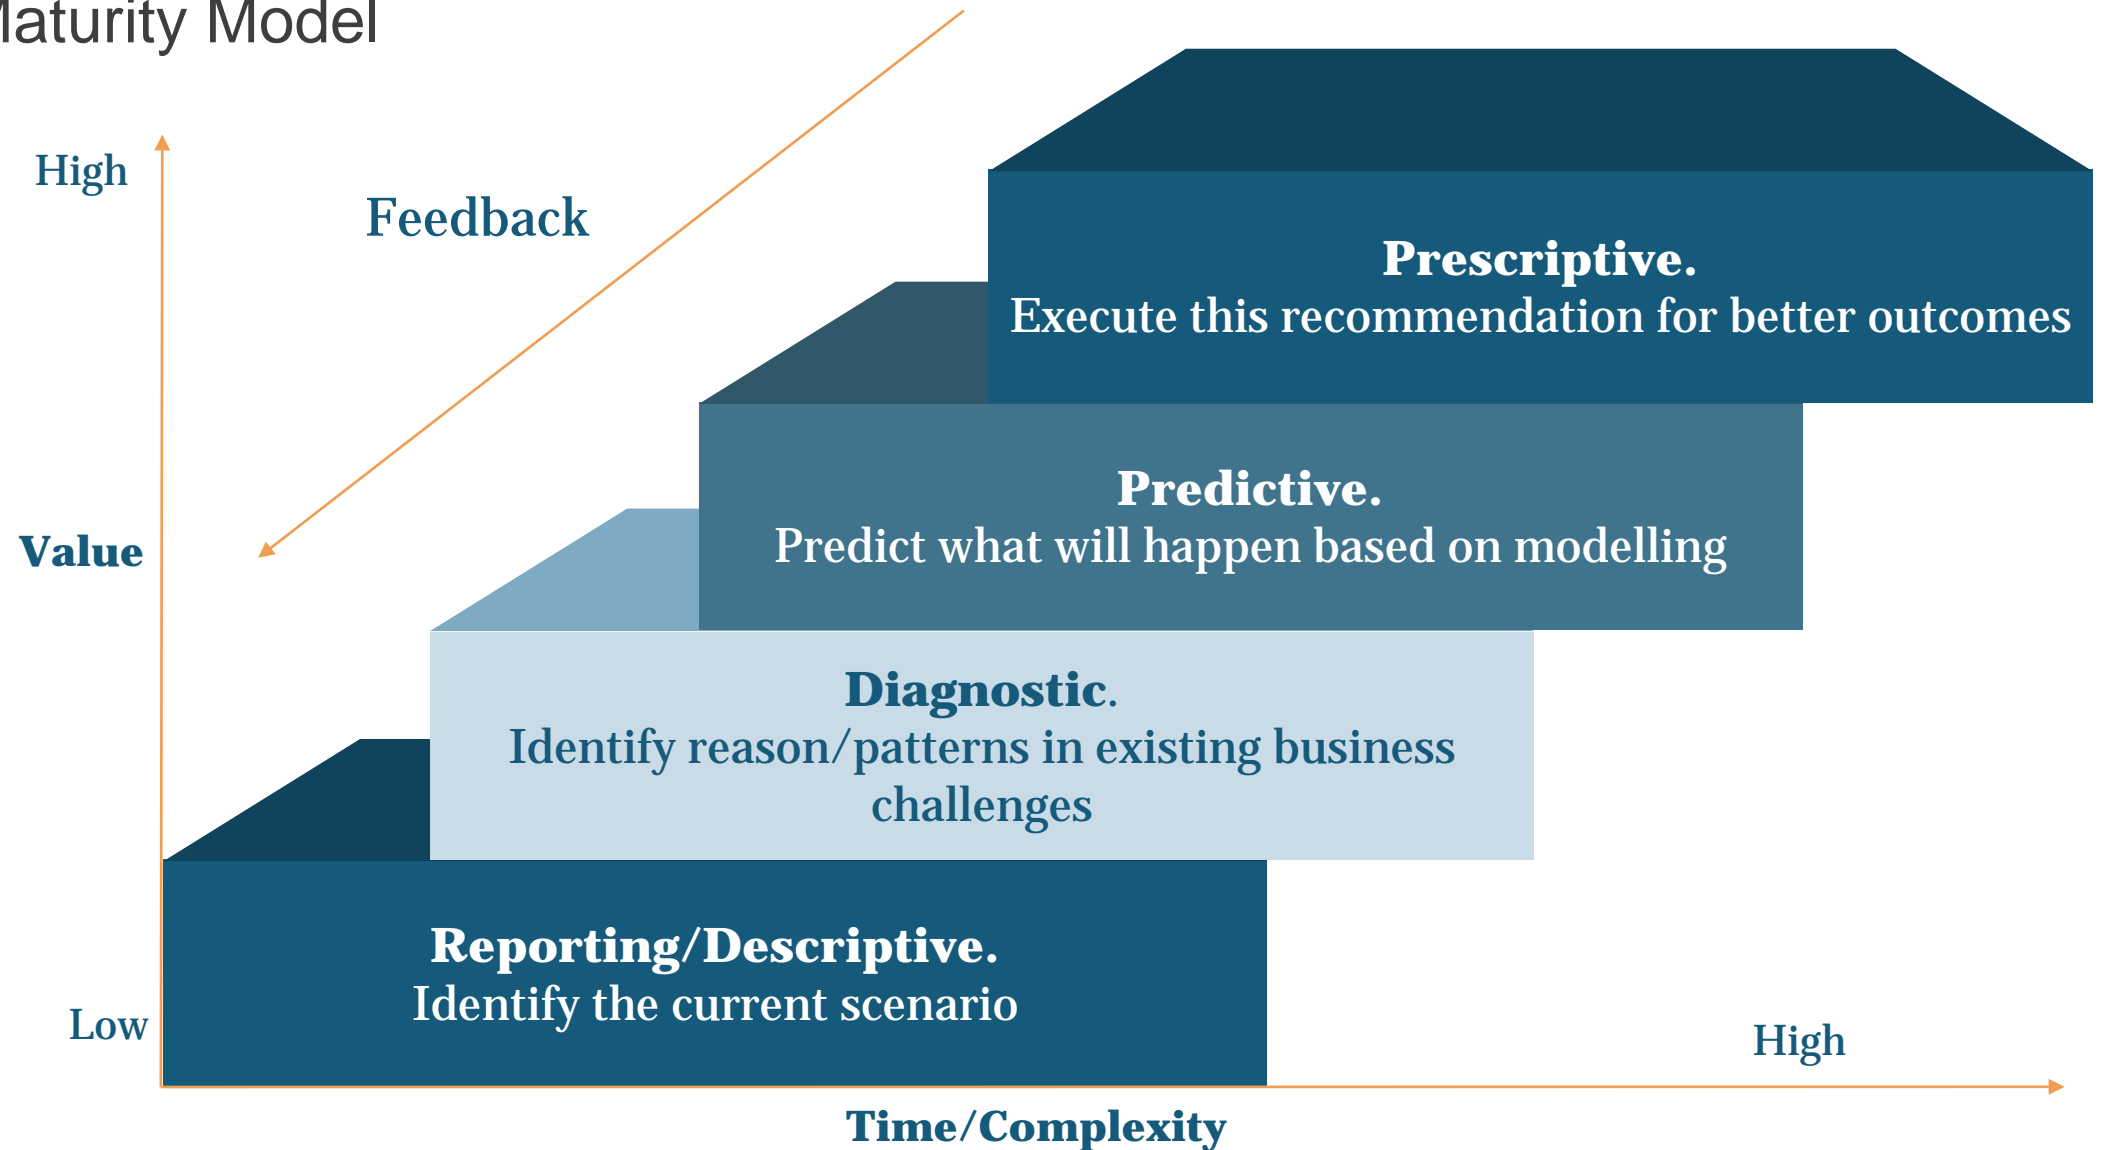 Maturity Model
High
Feedback
Prescriptive.
Execute this recommendation for better outcomes
Predictive.
Value
Predict what will happen based on modelling
Diagnostic.
Identify reason/patterns in existing business
challenges
Reporting/Descriptive.
Identify the current scenario
Low
High
Time/Complexity